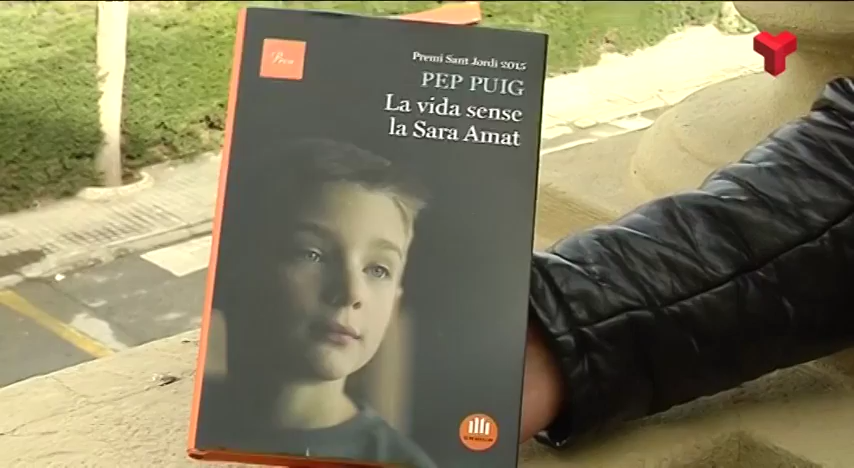 Proa
Premi Sant Jordi 2015
PEP PUIG
La vida sense
la Sara Amat